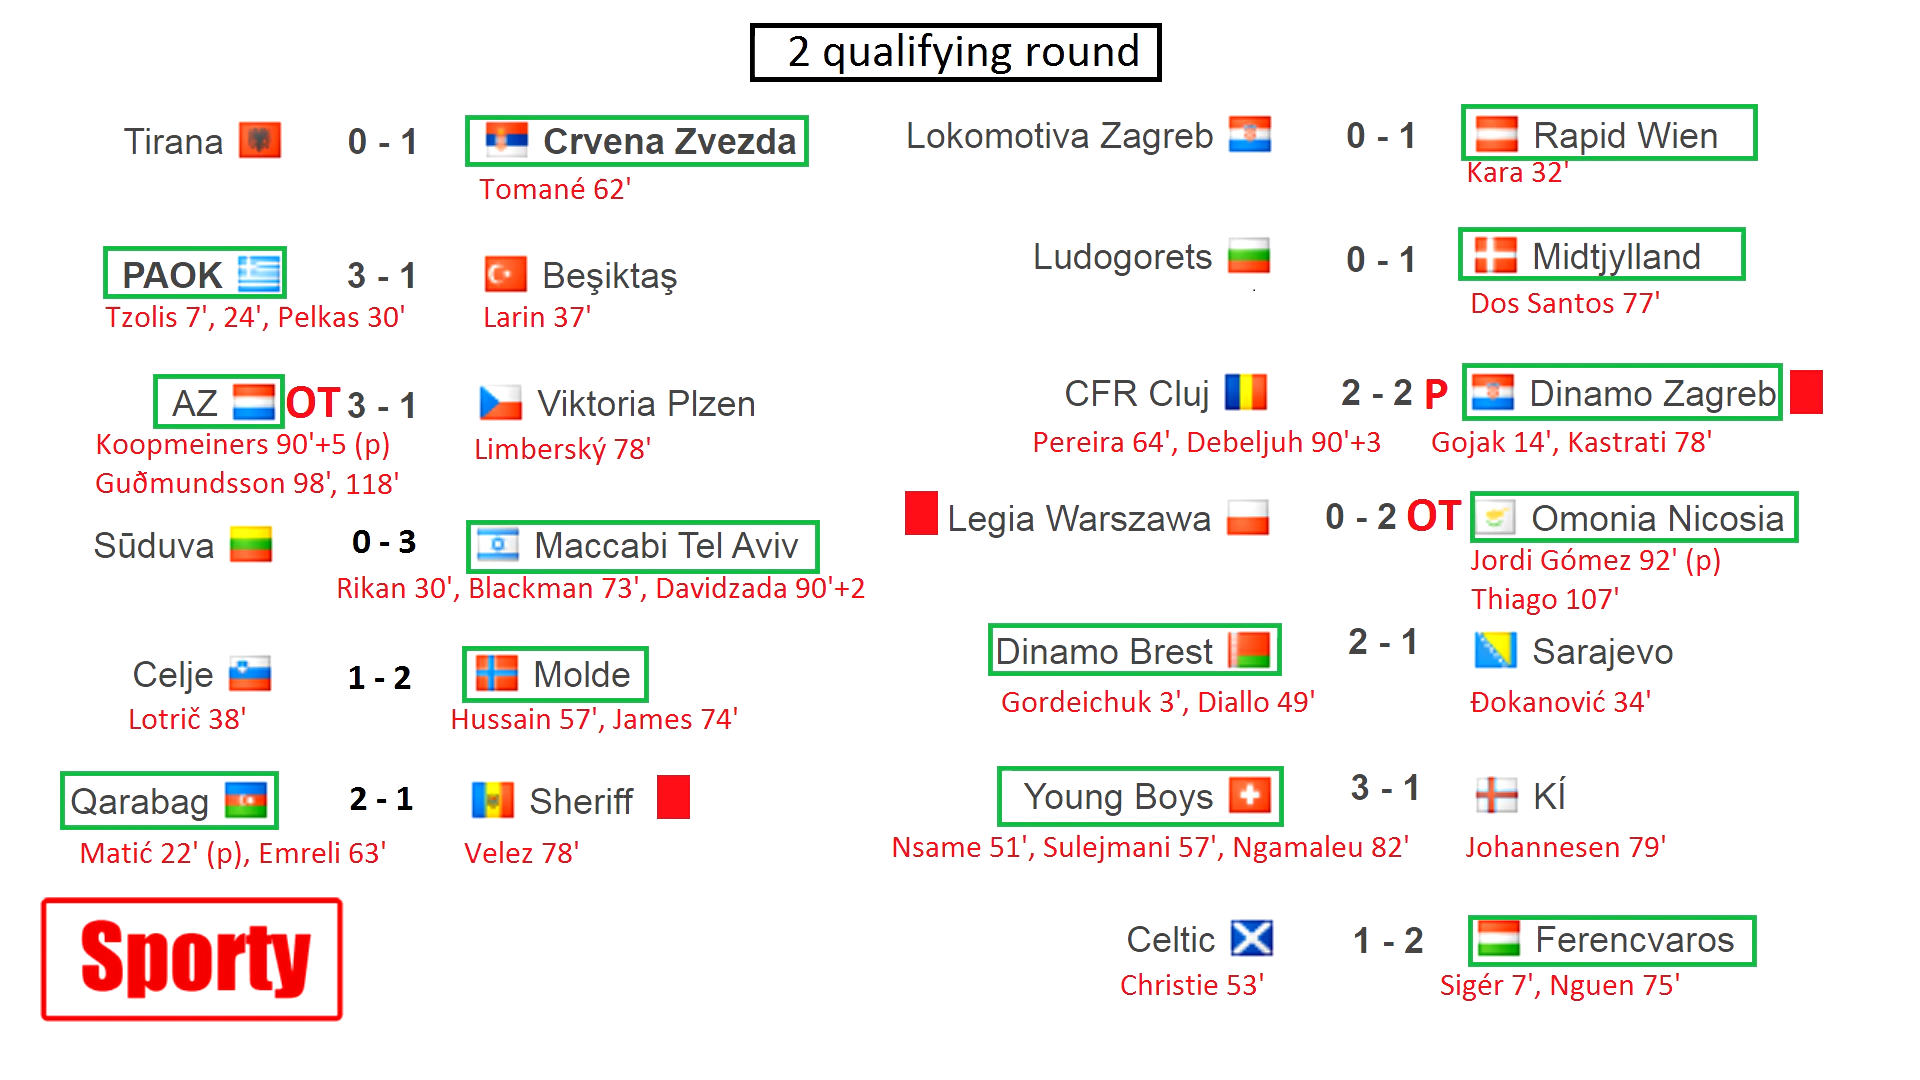 2 qualifying round
Tirana 0 - 1 Crvena Zvezda
Tomané 62'
PAOK 3 - 1 Beşiktaş
Tzolis 7', 24', Pelkas 30' Larin 37'
AZ OT 3 - 1 Viktoria Plzen
Koopmeiners 90'+5 (p) Limberský 78'
Guðmundsson 98', 118'
Sūduva 0 - 3 Maccabi Tel Aviv
Rikan 30', Blackman 73', Davidzada 90'+2
Celje 1 - 2 Molde
Lotrič 38' Hussain 57', James 74'
Qarabag 2 - 1 Sheriff
Matić 22' (p), Emreli 63' Velez 78'
Sporty
Lokomotiva Zagreb 0 - 1 Rapid Wien
Kara 32'
Ludogorets 0 - 1 Midtjylland
Dos Santos 77'
CFR Cluj 2 - 2 P Dinamo Zagreb
Pereira 64', Debeljuh 90'+3 Gojak 14', Kastrati 78'
Legia Warszawa 0 - 2 OT Omonia Nicosia
Jordi Gómez 92' (p)
Thiago 107'
Dinamo Brest 2 - 1 Sarajevo
Gordeichuk 3', Diallo 49' Đokanović 34'
Young Boys 3 - 1 KÍ
Nsame 51', Sulejmani 57', Ngamaleu 82' Johannesen 79'
Celtic 1 - 2 Ferencvaros
Christie 53' Sigér 7', Nguen 75'